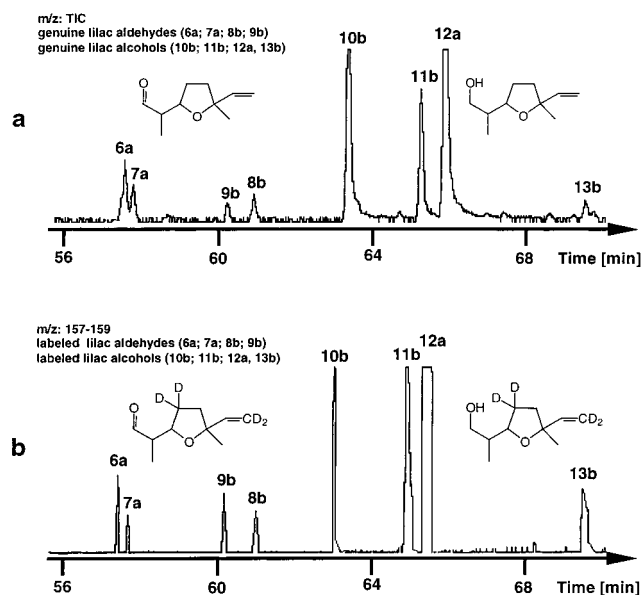 m/z: TIC
genuine lilac aldehydes (6a; 7a; 8b; 9b)
genuine lilac alcohols (10b; 11b; 12a, 13b)
a
O
O
OH
O
6a
7a
9b
8b
10b
11b
12a
13b
56
60
64
68
Time [min]
m/z: 157-159
labeled lilac aldehydes (6a; 7a; 8b; 9b)
labeled lilac alcohols (10b; 11b; 12a, 13b)
b
O
D
D
O
CD2
OH
D
D
O
CD2
6a
7a
9b
8b
10b
11b
12a
13b
56
60
64
68
Time [min]